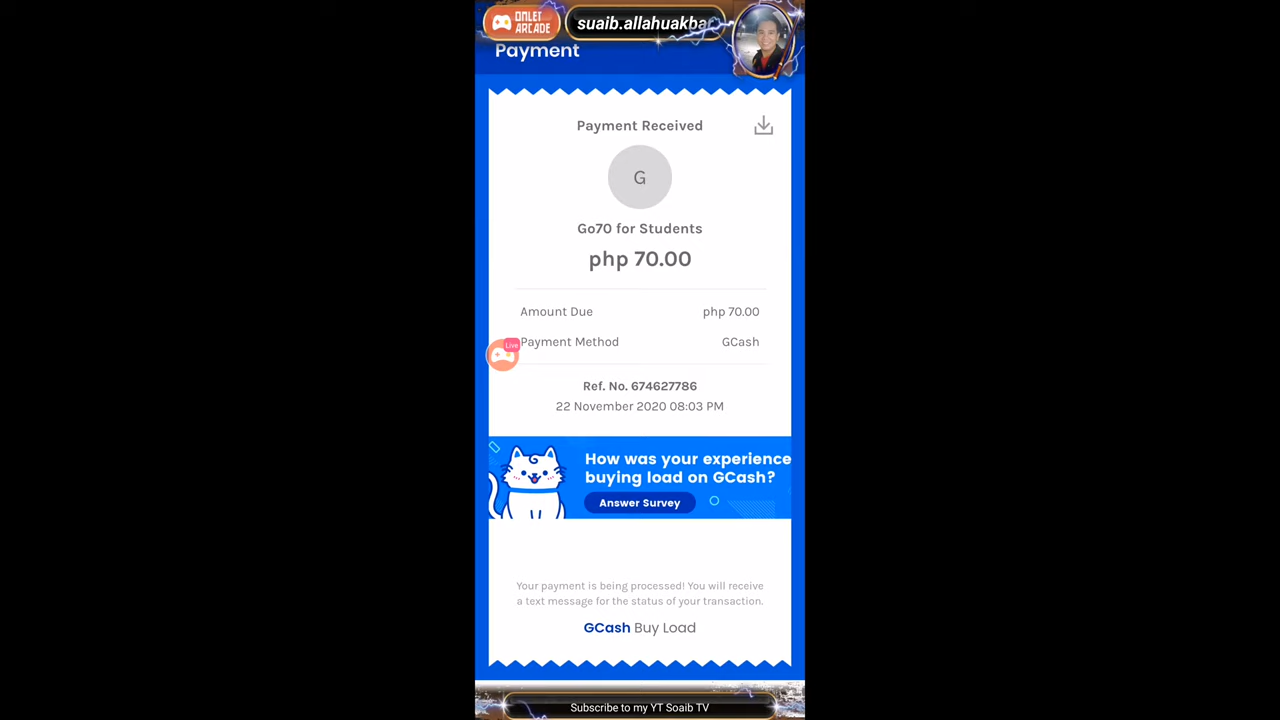 OMLET
ARCADE
suaib.allahuakba
Payment
Payment Received
G
Go70 for Students
php 70.00
Amount Due php 70.00
Live
Payment Method GCash
Ref. No. 674627786
22 November 2020 08:03 PM
How was your experience
buying load on GCash?
Answer Survey
Your payment is being processed! You will receive
a text message for the status of your transaction.
GCash Buy Load
Subscribe to my YT Soaib TV